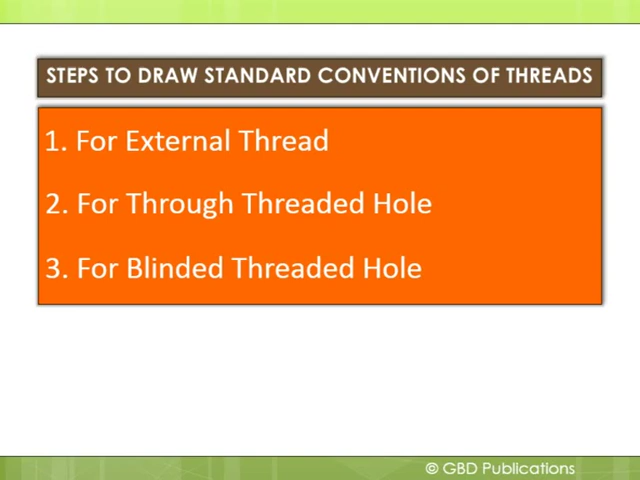 STEPS TO DRAW STANDARD CONVENTIONS OF THREADS
1. For External Thread
2. For Through Threaded Hole
3. For Blinded Threaded Hole
© GBD Publications